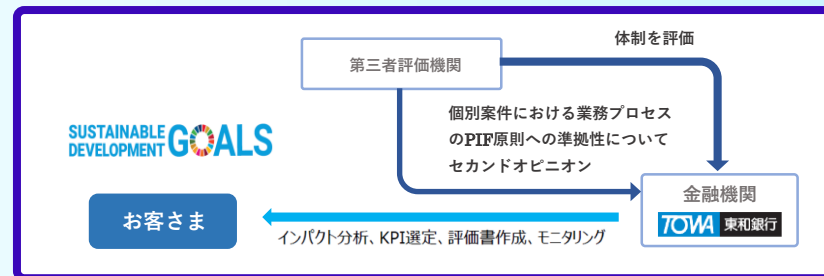 体制を評価
第三者評価機関
個別案件における業務プロセス
のPIF原則への準拠性について
セカンドオピニオン
SUSTAINABLE
DEVELOPMENT GOALS
金融機関
TOWA 東和銀行
お客さま
インパクト分析、KPI選定、評価書作成、モニタリング